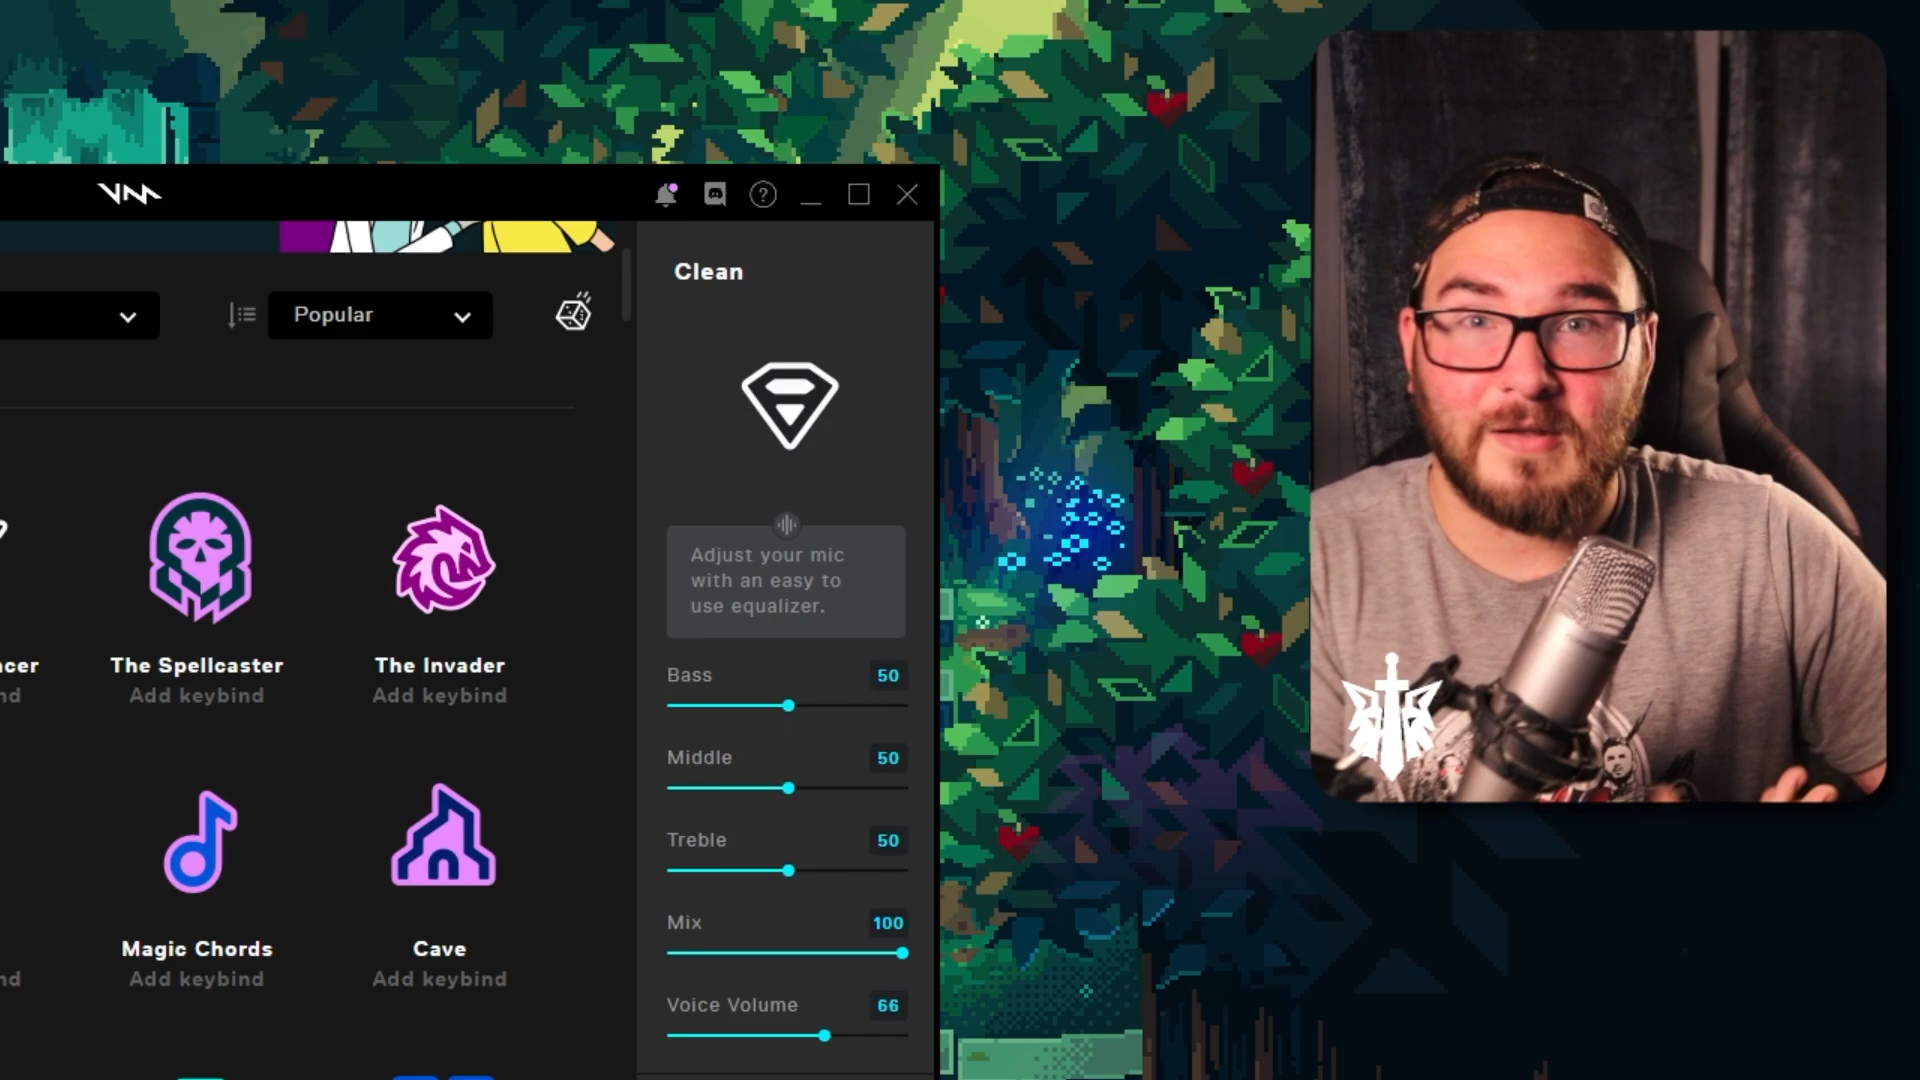 Clean
Popular
Adjust your mic
with an easy to
use equalizer.
Bass 50
Middle 50
Treble 50
Mix 100
Voice Volume 66
The Spellcaster
Add keybind
The Invader
Add keybind
Magic Chords
Add keybind
Cave
Add keybind